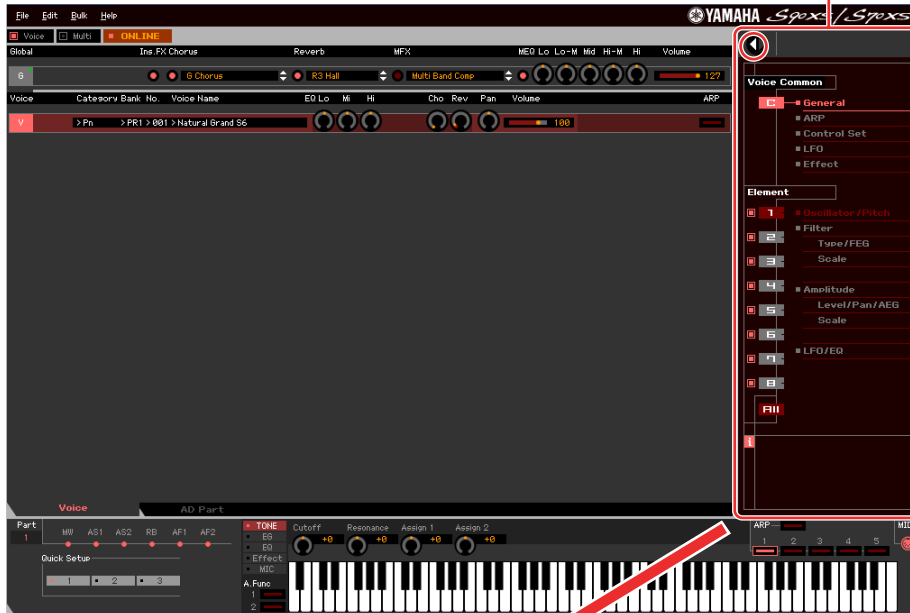 File Edit Bulk Help
YAMAHA S90XS/S70XS
Voice Multi ONLINE
Global Ins.FX Chorus Reverb MFX MEQ Lo Lo-M Mid Hi-M Hi Volume
G G Chorus R3 Hall Multi Band Comp 127
Voice Category Bank No. Voice Name EQ Lo Mi Hi Cho Rev Pan Volume ARP
V >Pn >PR1 >001 >Natural Grand S6 100
Voice Common
C General
ARP
Control Set
LFO
Effect
Element
1 Oscillator/Pitch
2 Filter
Type/FEG
3 Scale
4 Amplitude
5 Level/Pan/AEG
Scale
6
7 LFO/EQ
8
All
i
Voice AD Part
Part
1
MW AS1 AS2 RB AF1 AF2
Quick Setup
1 2 3
TONE
EG
EQ
Effect
MIC
A.Func
1
2
Cutoff Resonance Assign 1 Assign 2
+0 +0 +0 +0
ARP
1 2 3 4 5